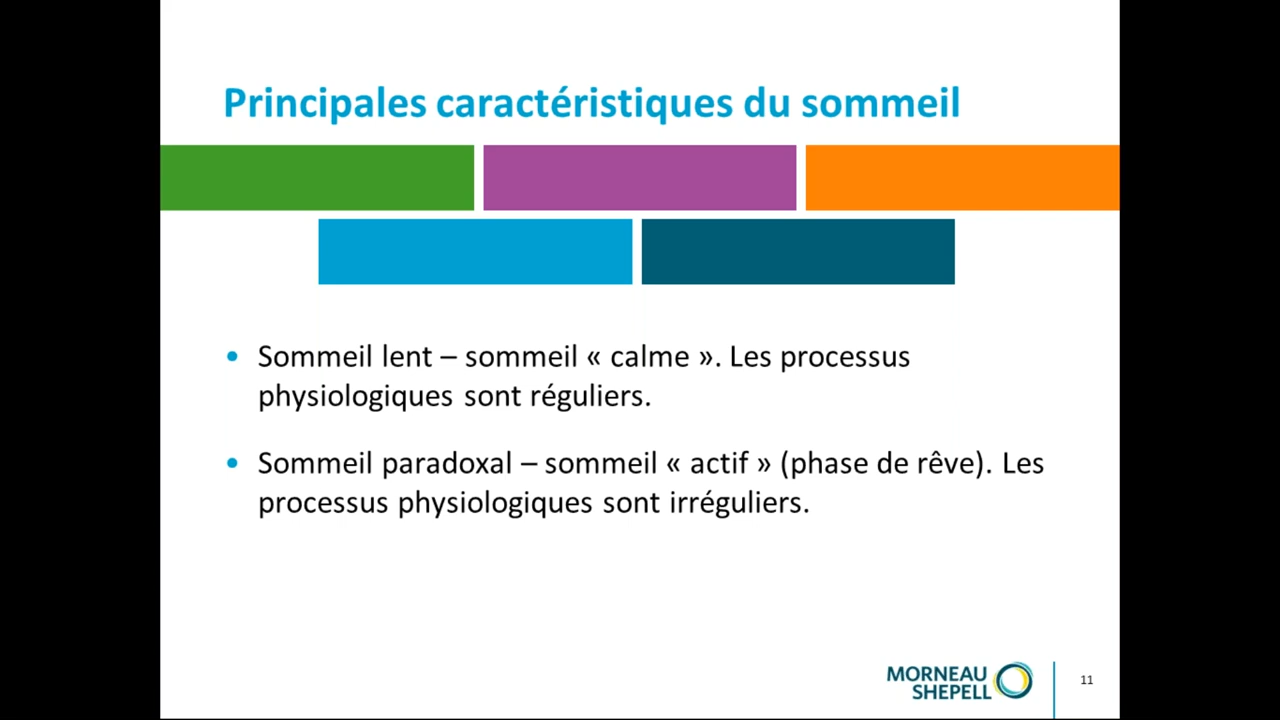 Principales caractéristiques du sommeil
• Sommeil lent – sommeil « calme ». Les processus
physiologiques sont réguliers.
• Sommeil paradoxal – sommeil « actif » (phase de rêve). Les
processus physiologiques sont irréguliers.
MORNEAU
SHEPELL
11